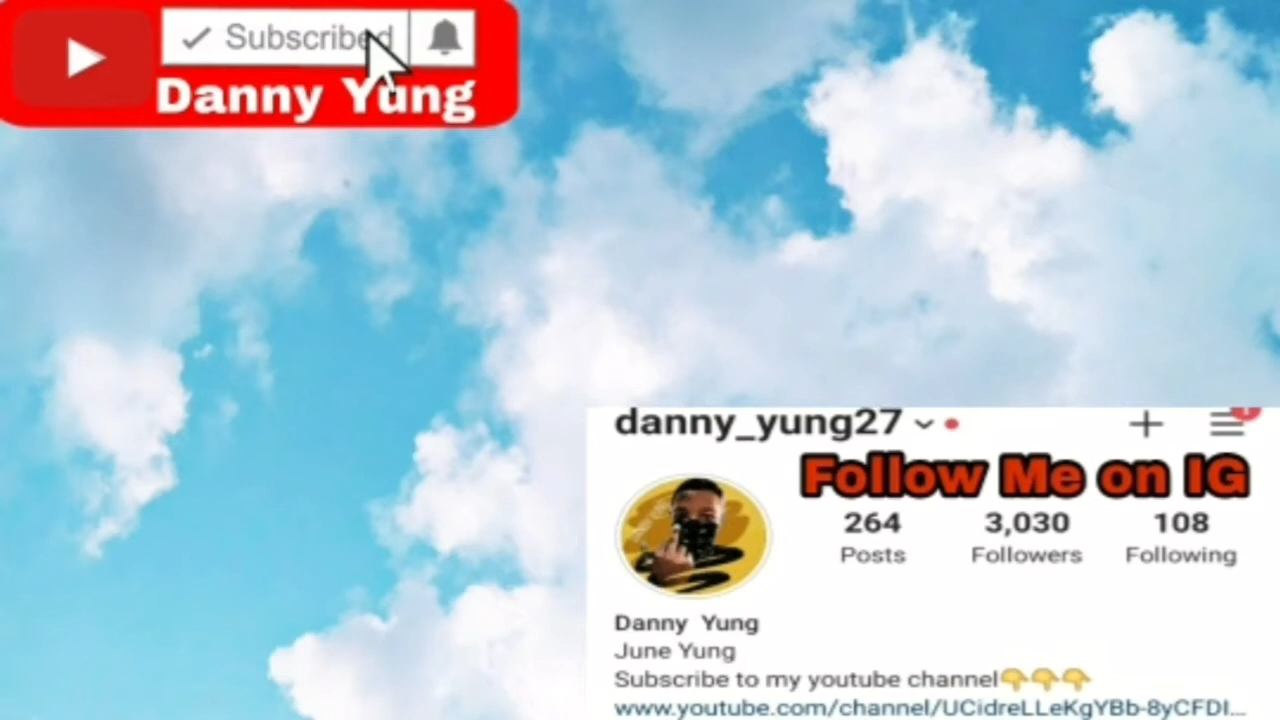 Subscribed
Danny Yung
danny_yung27
Follow Me on IG
264 3,030 108
Posts Followers Following
Danny Yung
June Yung
Subscribe to my youtube channel👇👇👇
www.youtube.com/channel/UCidreLLeKgYBb-8yCFDI...